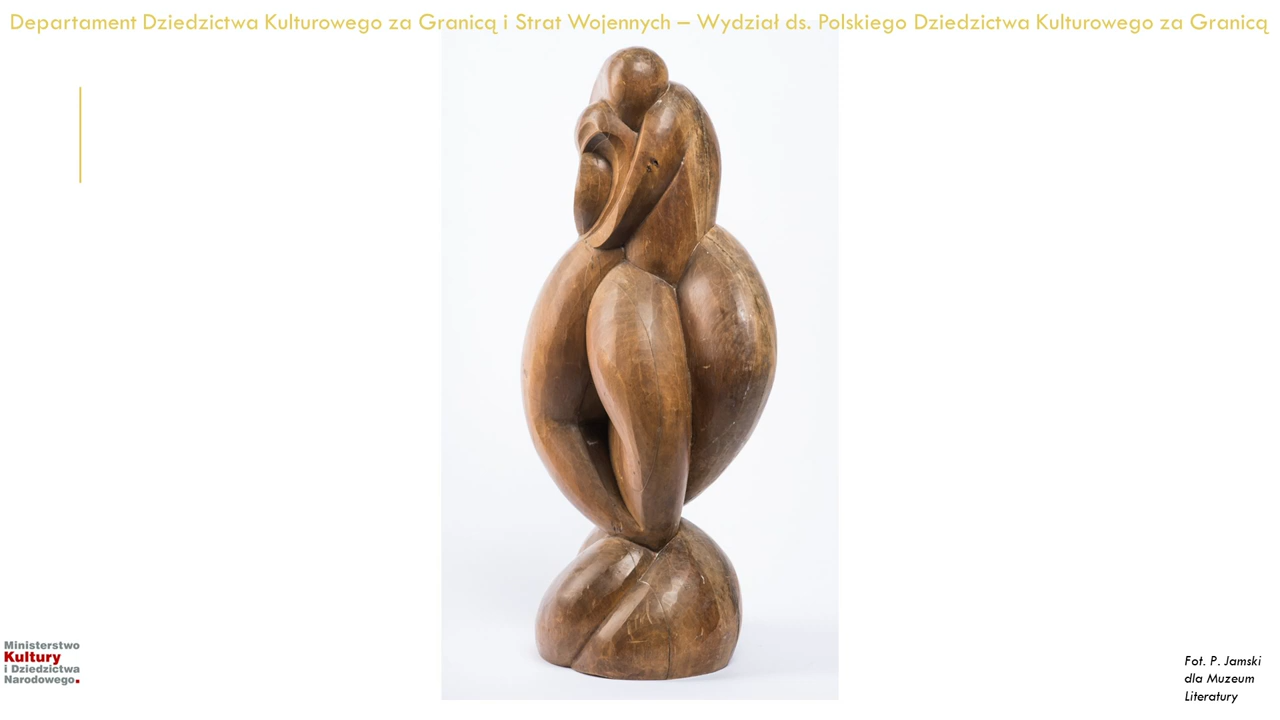 Departament Dziedzictwa Kulturowego za Granicą i Strat Wojennych – Wydział ds. Polskiego Dziedzictwa Kulturowego za Granicą
Ministerstwo
Kultury
i Dziedzictwa
Narodowego.
Fot. P. Jamski
dla Muzeum
Literatury